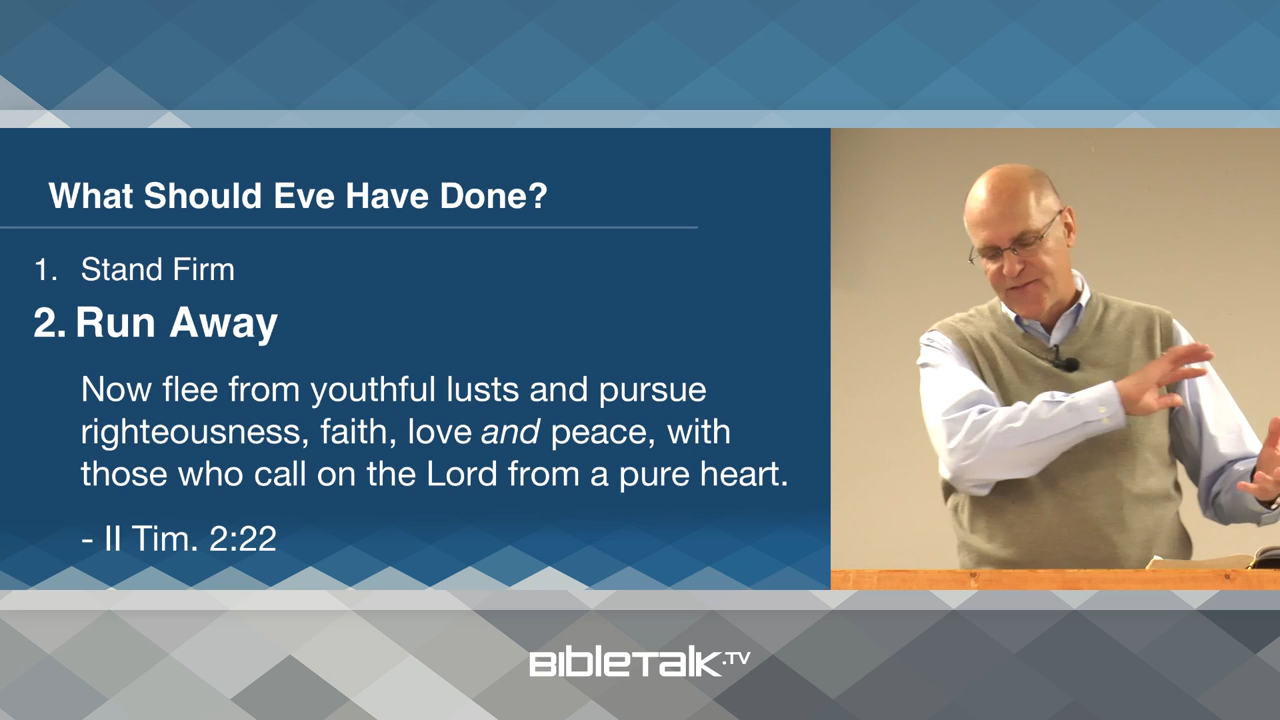 What Should Eve Have Done?
1. Stand Firm
2. Run Away
Now flee from youthful lusts and pursue
righteousness, faith, love and peace, with
those who call on the Lord from a pure heart.
- II Tim. 2:22
BIBLETALK.TV